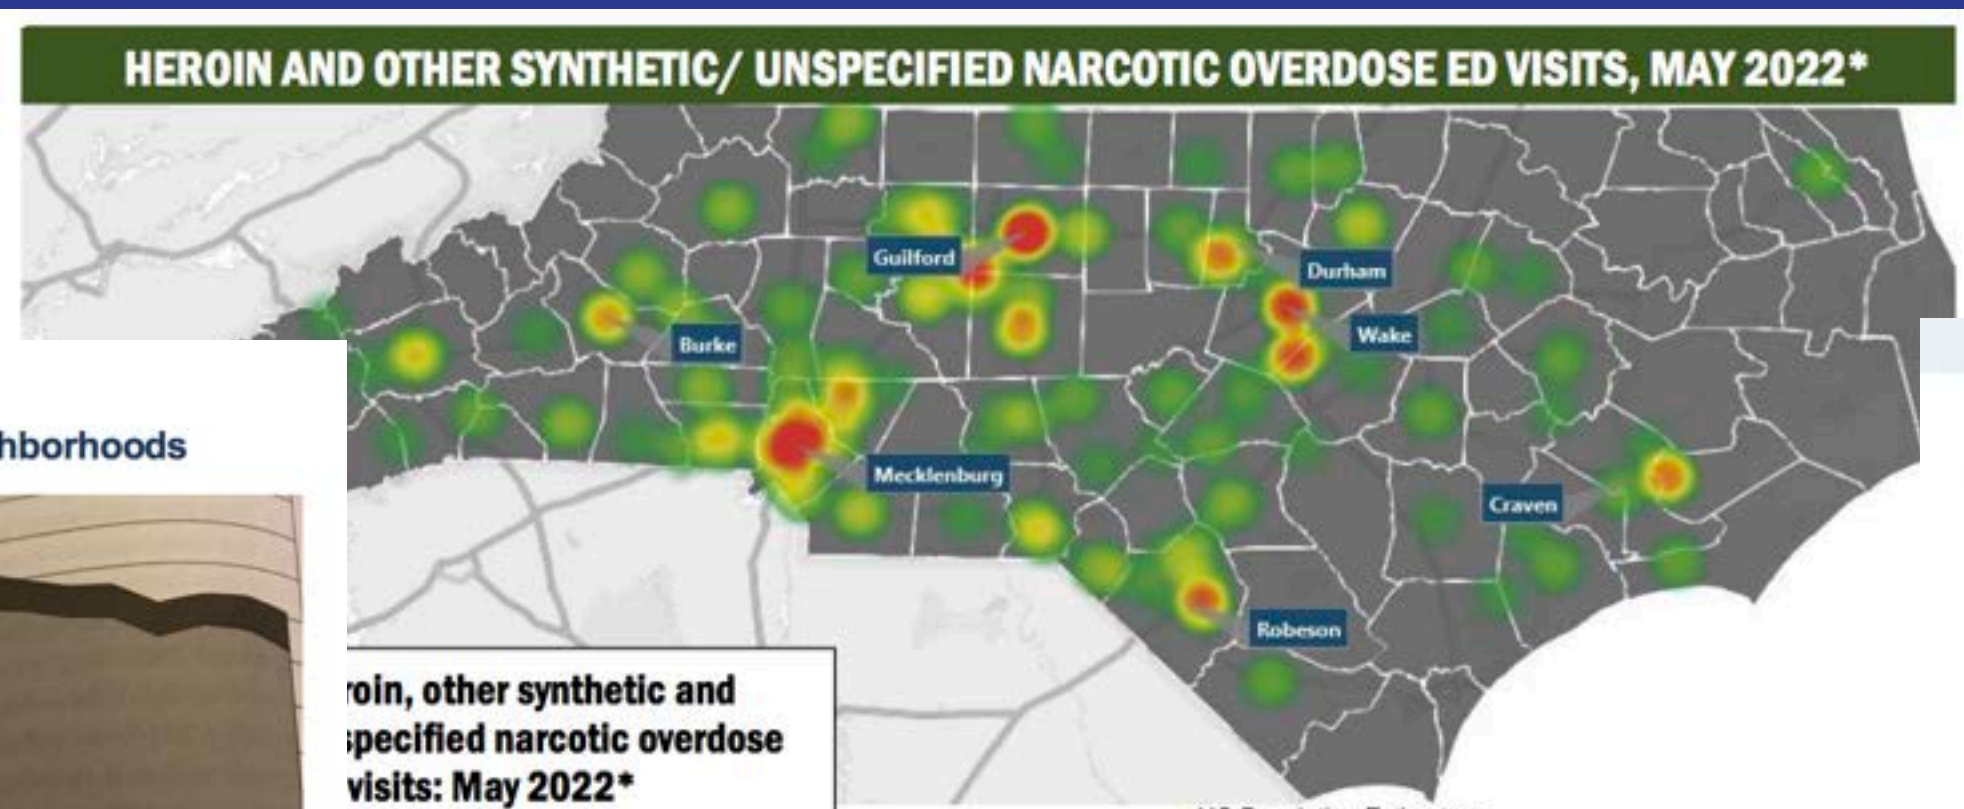 HEROIN AND OTHER SYNTHETIC/ UNSPECIFIED NARCOTIC OVERDOSE ED VISITS, MAY 2022*
Guilford
Durham
Wake
Burke
hborhoods
Mecklenburg
Craven
Robeson
roin, other synthetic and
specified narcotic overdose
visits: May 2022*